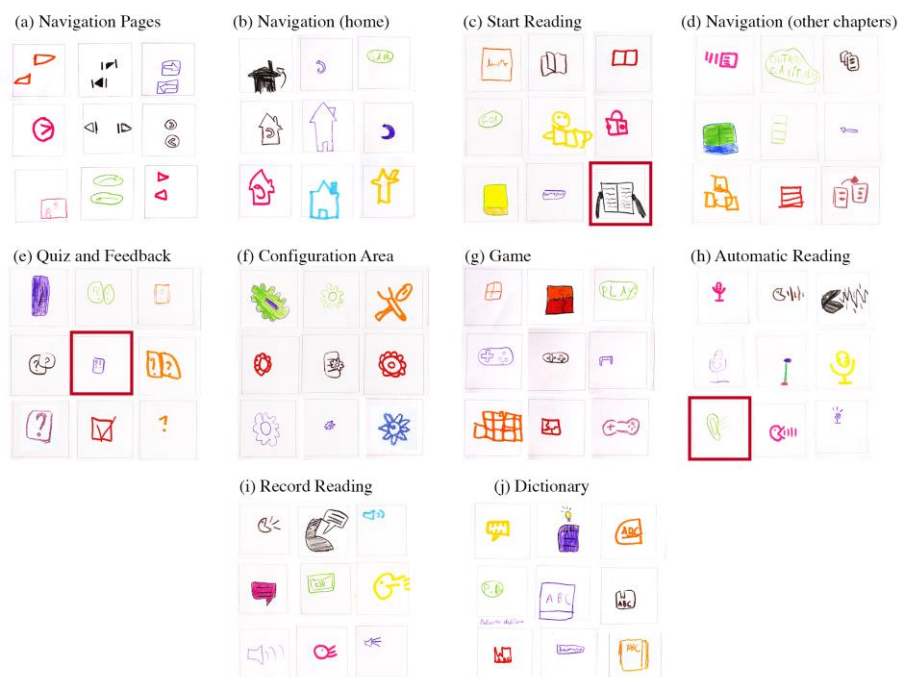 (a) Navigation Pages
(b) Navigation (home)
(c) Start Reading
(d) Navigation (other chapters)
(e) Quiz and Feedback
? ?
? ?
? ?
?
?
(f) Configuration Area
(g) Game
PLAY
(h) Automatic Reading
(i) Record Reading
(j) Dictionary
ABC
ABC
W
ABC
ABC